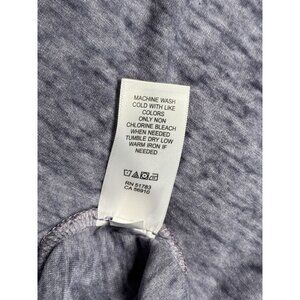 MACHINE WASH
COLD WITH LIKE
COLORS
ONLY NON
CHLORINE BLEACH
WHEN NEEDED
TUMBLE DRY LOW
WARM IRON IF
NEEDED
RN 51783
CA 56910